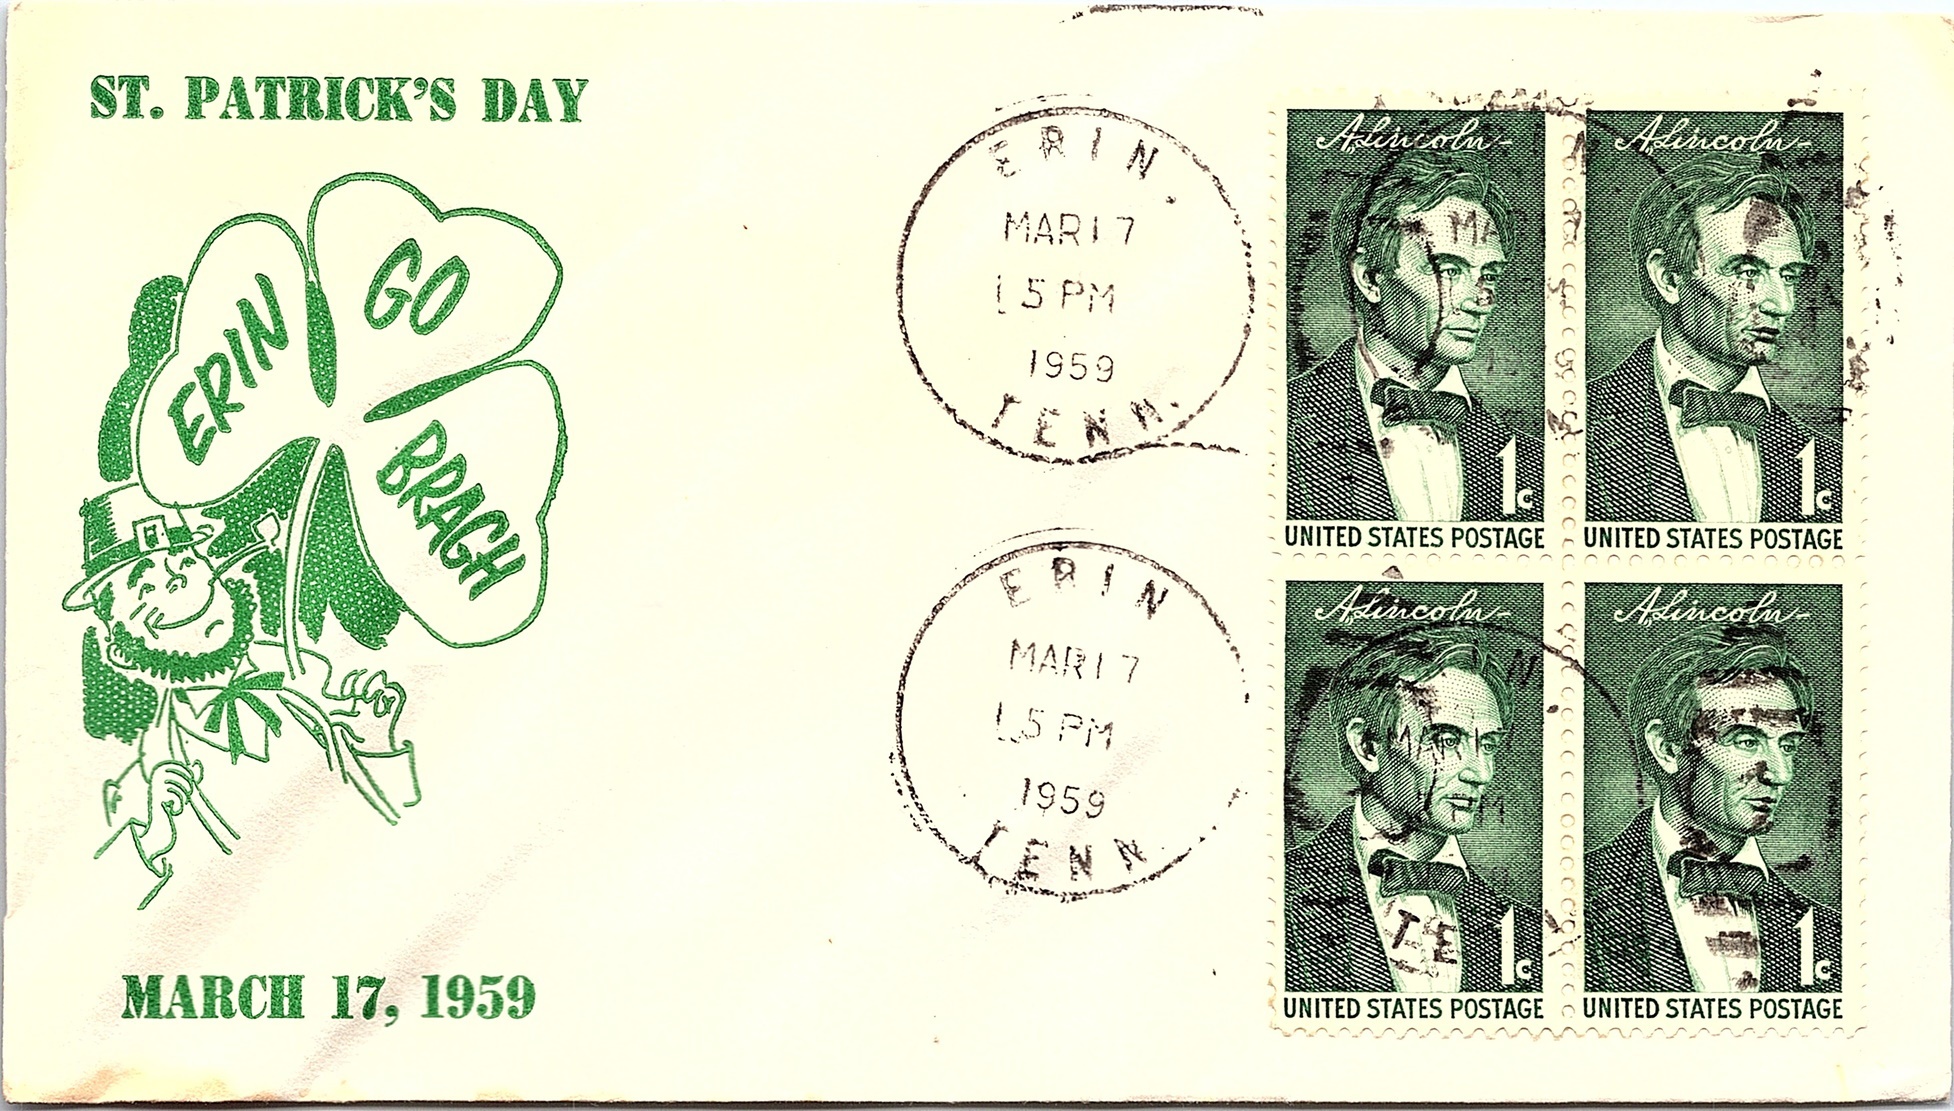 ST. PATRICK'S DAY
ERIN
GO
BRAGH
MARCH 17, 1959
ERIN.
MAR 17
5 PM
1959
TENN.
ERIN
MAR 17
5 PM
1959
TENN.
A. Lincoln
1c
UNITED STATES POSTAGE
A. Lincoln
1c
UNITED STATES POSTAGE
A. Lincoln
1c
UNITED STATES POSTAGE
A. Lincoln
1c
UNITED STATES POSTAGE